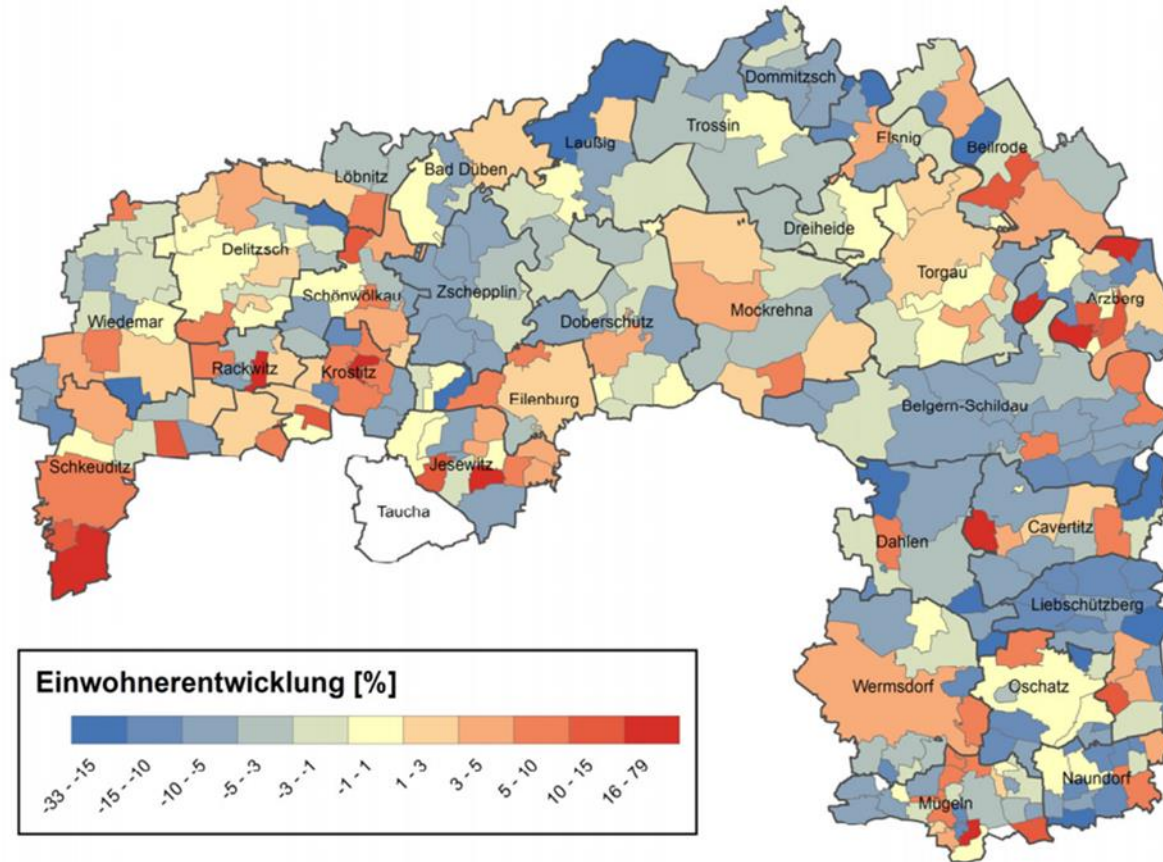 Dommitzsch
Trossin
Elsnig
Laußig
Beilrode
Bad Düben
Löbnitz
Dreiheide
Delitzsch
Torgau
Zschepplin
Schönwölkau
Arzberg
Mockrehna
Wiedemar
Doberschütz
Rackwitz
Krostitz
Eilenburg
Belgern-Schildau
Schkeuditz
Jesewitz
Taucha
Cavertitz
Dahlen
Liebschützberg
Wermsdorf
Oschatz
Naundorf
Mügeln
Einwohnerentwicklung [%]
-33 - -15
-15 - -10
-10 - -5
-5 - -3
-3 - -1
-1 - 1
1 - 3
3 - 5
5 - 10
10 - 15
16 - 79